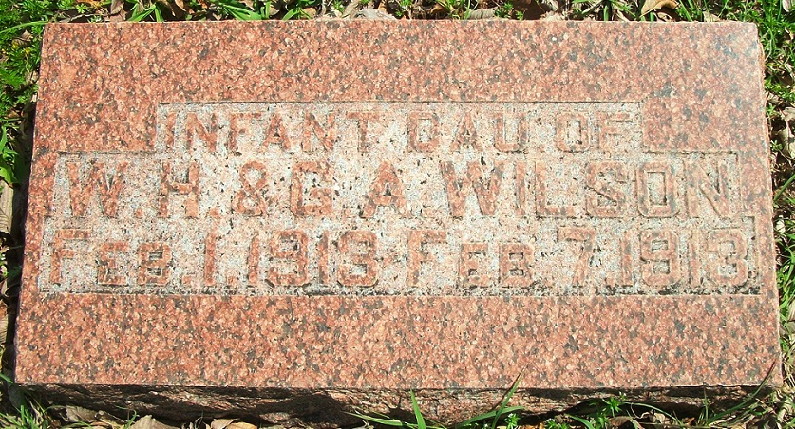 INFANT DAU OF
W. H. & G. A. WILSON
FEB. 1, 1913 - FEB. 7, 1913